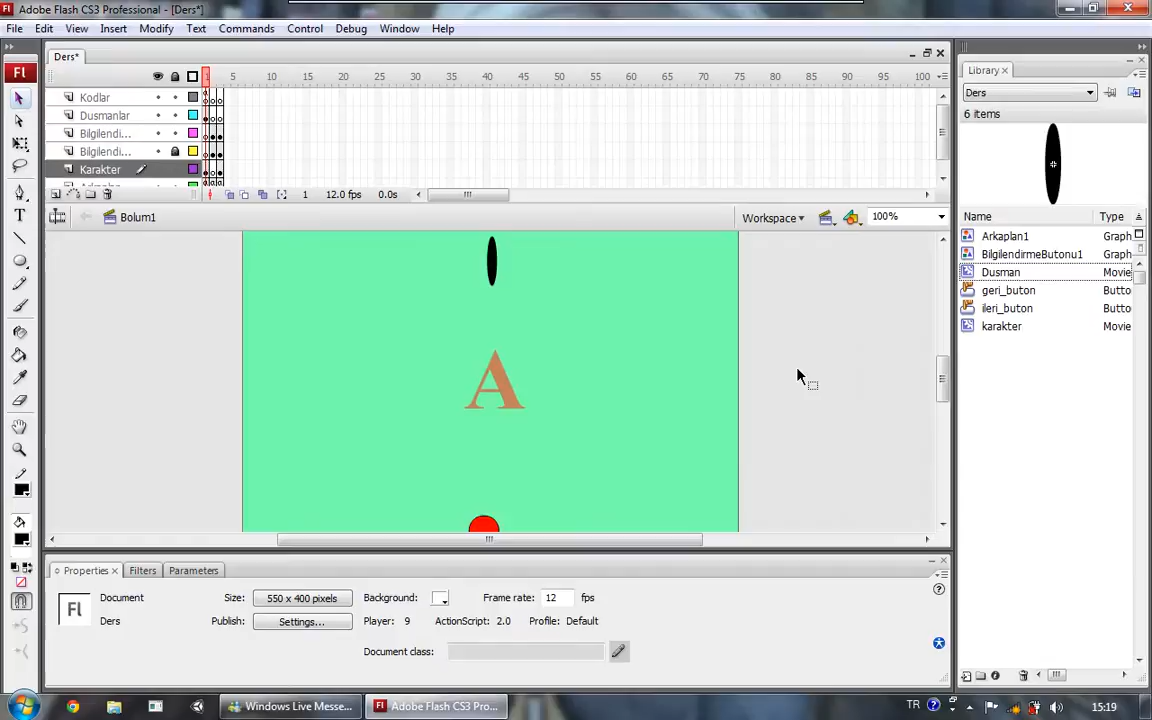 Adobe Flash CS3 Professional - [Ders*]
File Edit View Insert Modify Text Commands Control Debug Window Help
Ders*
1 5 10 15 20 25 30 35 40 45 50 55 60 65 70 75 80 85 90 95 100
Kodlar
Dusmanlar
Bilgilendi...
Bilgilendi...
Karakter
1 12.0 fps 0.0s
Bolum1
Workspace 100%
A
Properties Filters Parameters
Document Size: 550 x 400 pixels Background: Frame rate: 12 fps
Ders Publish: Settings... Player: 9 ActionScript: 2.0 Profile: Default
Document class:
Fl
Library
Ders
6 items
Name Type
Arkaplan1 Graph
BilgilendirmeButonu1 Graph
Dusman Movie
geri_buton Butto
ileri_buton Butto
karakter Movie
Windows Live Messe... Adobe Flash CS3 Pro...
TR 15:19